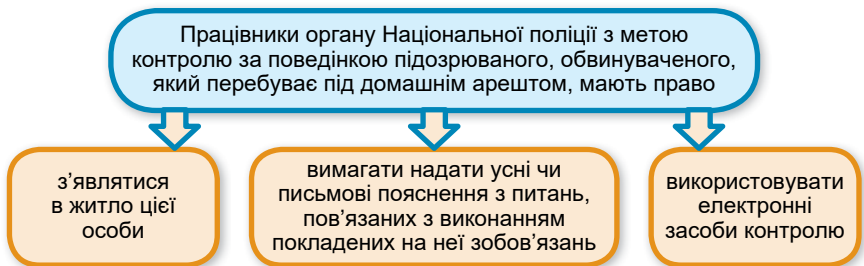 Працівники органу Національної поліції з метою
контролю за поведінкою підозрюваного, обвинуваченого,
який перебуває під домашнім арештом, мають право
з’являтися
в житло цієї
особи
вимагати надати усні чи
письмові пояснення з питань,
пов’язаних з виконанням
покладених на неї зобов’язань
використовувати
електронні
засоби контролю